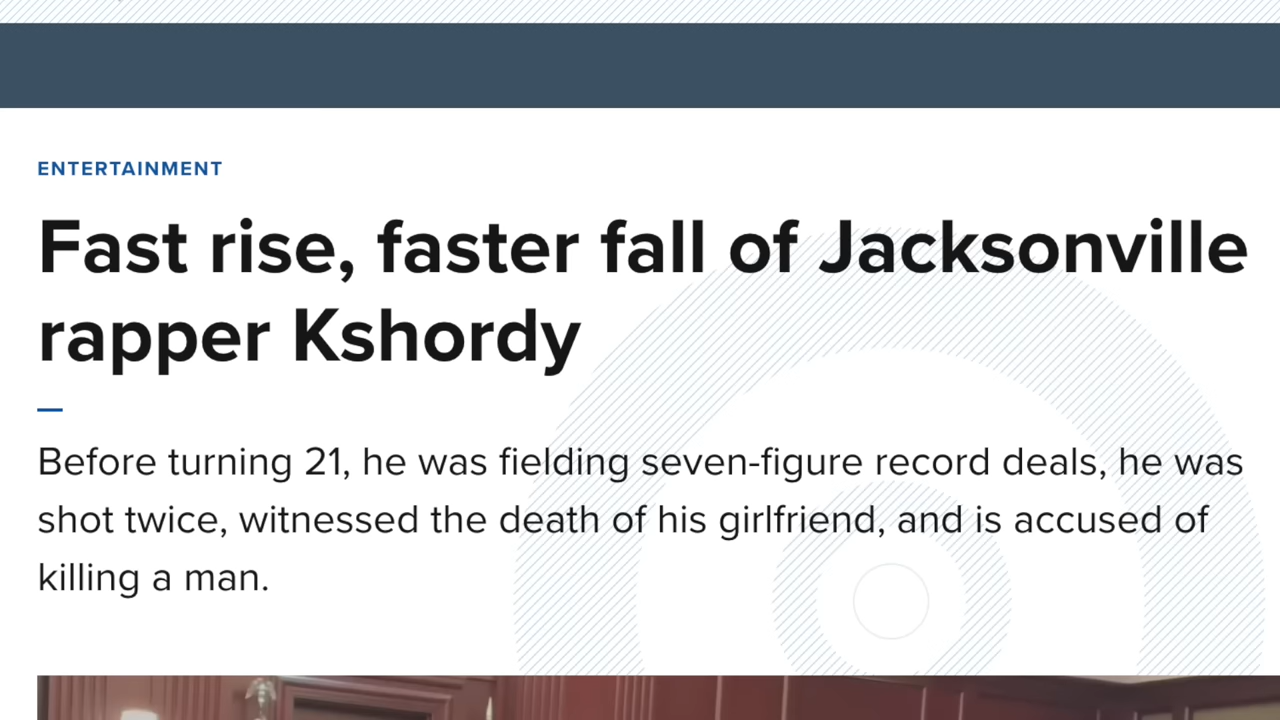 ENTERTAINMENT
Fast rise, faster fall of Jacksonville
rapper Kshordy
Before turning 21, he was fielding seven-figure record deals, he was
shot twice, witnessed the death of his girlfriend, and is accused of
killing a man.